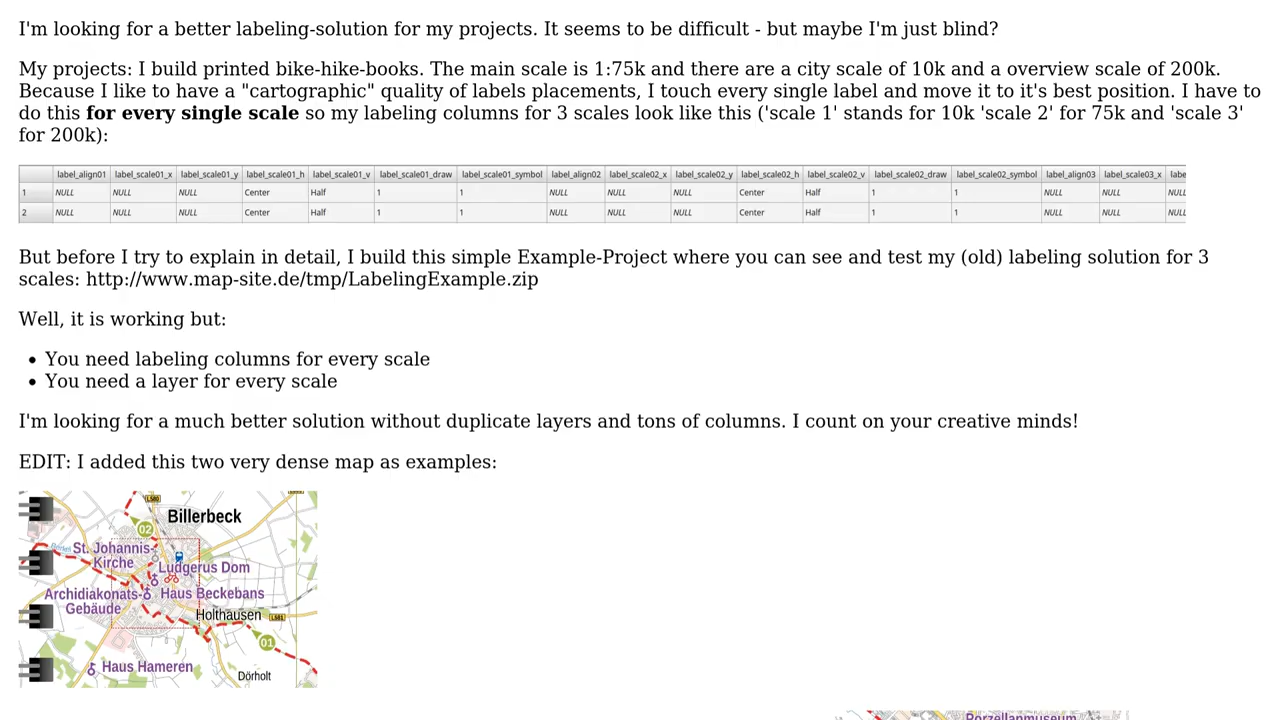 I'm looking for a better labeling-solution for my projects. It seems to be difficult - but maybe I'm just blind?
My projects: I build printed bike-hike-books. The main scale is 1:75k and there are a city scale of 10k and a overview scale of 200k.
Because I like to have a "cartographic" quality of labels placements, I touch every single label and move it to it's best position. I have to
do this for every single scale so my labeling columns for 3 scales look like this ('scale 1' stands for 10k 'scale 2' for 75k and 'scale 3'
for 200k):
label_align01 label_scale01_x label_scale01_y label_scale01_h label_scale01_v label_scale01_draw label_scale01_symbol label_align02 label_scale02_x label_scale02_y label_scale02_h label_scale02_v label_scale02_draw label_scale02_symbol label_align03 label_scale03_x labe
1 NULL NULL NULL Center Half 1 1 NULL NULL NULL Center Half 1 1 NULL NULL NULL
2 NULL NULL NULL Center Half 1 1 NULL NULL NULL Center Half 1 1 NULL NULL NULL
But before I try to explain in detail, I build this simple Example-Project where you can see and test my (old) labeling solution for 3
scales: http://www.map-site.de/tmp/LabelingExample.zip
Well, it is working but:
• You need labeling columns for every scale
• You need a layer for every scale
I'm looking for a much better solution without duplicate layers and tons of columns. I count on your creative minds!
EDIT: I added this two very dense map as examples:
L580
Billerbeck
02
St. Johannis-
Kirche
Ludgerus Dom
Archidiakonats-
Haus Beckebans
Gebäude
Holthausen
L581
01
Haus Hameren
Dörholt
Porzellanmuseum